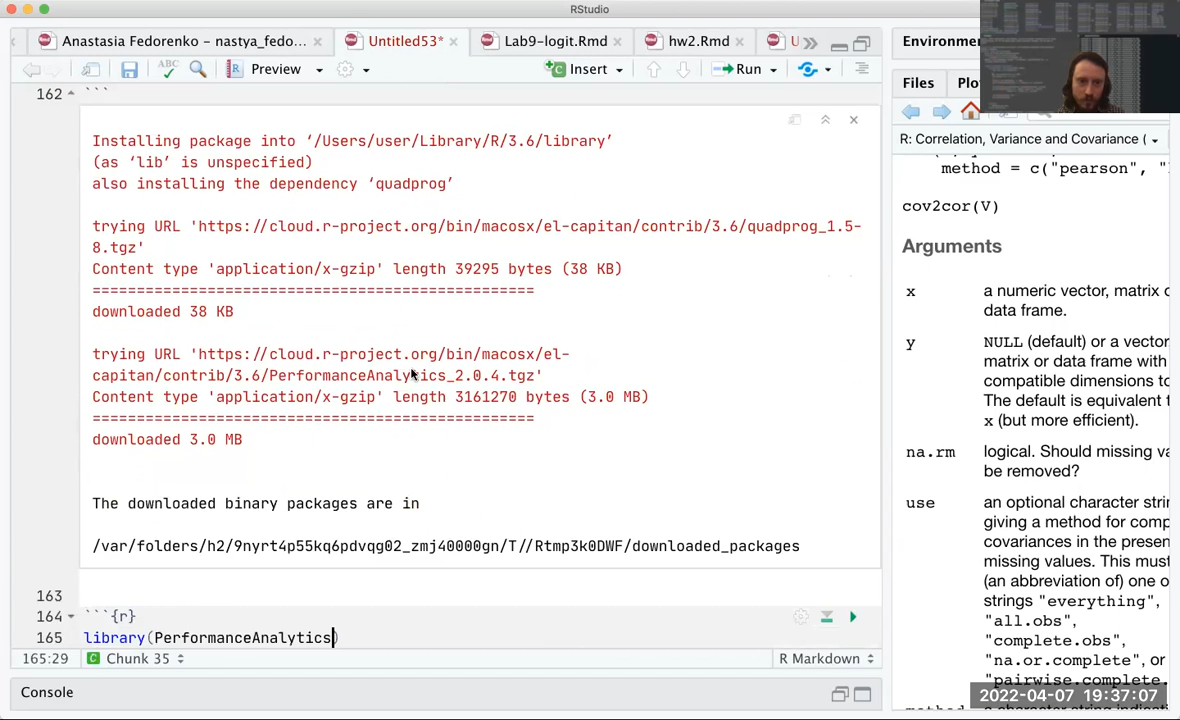 RStudio
Anastasia Fedorenko – nastya_fedo...
Untitled53*
Lab9-logit.Rmd
hw2.Rmd
U
Environmen
ABC
Preview
Insert
Run
Files
Plo
R: Correlation, Variance and Covariance (
162
```
Installing package into ‘/Users/user/Library/R/3.6/library’
(as ‘lib’ is unspecified)
also installing the dependency ‘quadprog’
trying URL 'https://cloud.r-project.org/bin/macosx/el-capitan/contrib/3.6/quadprog_1.5-
8.tgz'
Content type 'application/x-gzip' length 39295 bytes (38 KB)
==================================================
downloaded 38 KB
trying URL 'https://cloud.r-project.org/bin/macosx/el-
capitan/contrib/3.6/PerformanceAnalytics_2.0.4.tgz'
Content type 'application/x-gzip' length 3161270 bytes (3.0 MB)
==================================================
downloaded 3.0 MB
The downloaded binary packages are in
/var/folders/h2/9nyrt4p55kq6pdvqg02_zmj40000gn/T//Rtmp3k0DWF/downloaded_packages
163
164 ```{r}
165 library(PerformanceAnalytics)
165:29
Chunk 35
R Markdown
Console
method = c("pearson", "
cov2cor(V)
Arguments
x a numeric vector, matrix o
data frame.
y NULL (default) or a vector
matrix or data frame with
compatible dimensions to
The default is equivalent t
x (but more efficient).
na.rm logical. Should missing va
be removed?
use an optional character strin
giving a method for comp
covariances in the presen
missing values. This must
(an abbreviation of) one o
strings "everything",
"all.obs",
"complete.obs",
"na.or.complete", or
"pairwise.complete.
2022-04-07 19:37:07